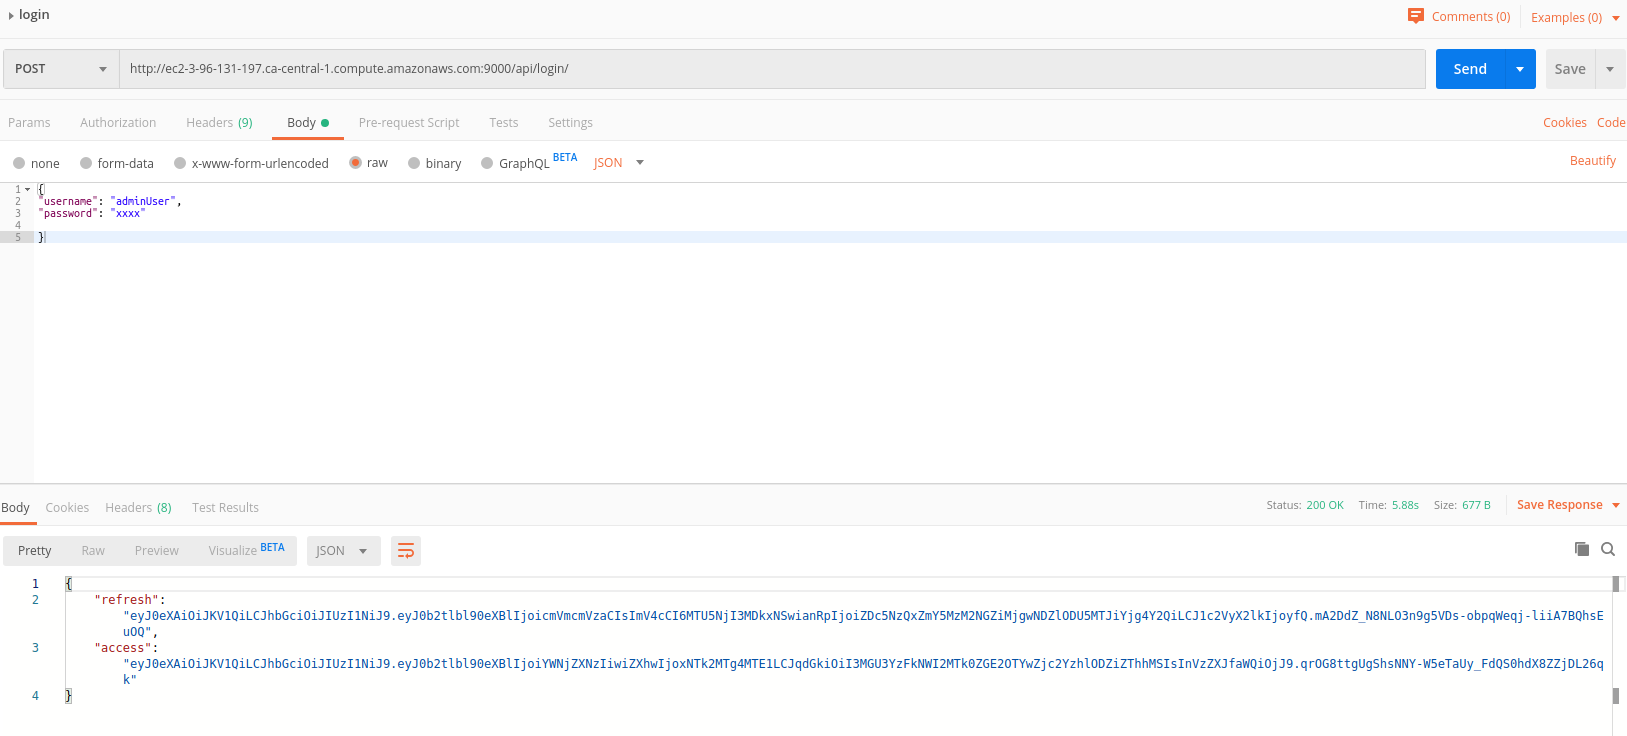 login
Comments (0) Examples (0)
POST http://ec2-3-96-131-197.ca-central-1.compute.amazonaws.com:9000/api/login/ Send Save
Params Authorization Headers (9) Body Pre-request Script Tests Settings Cookies Code
none form-data x-www-form-urlencoded raw binary GraphQL BETA JSON Beautify
1 {
2 "username": "adminUser",
3 "password": "xxxx"
4
5 }
Body Cookies Headers (8) Test Results Status: 200 OK Time: 5.88s Size: 677 B Save Response
Pretty Raw Preview Visualize BETA JSON
1 {
2 "refresh":
"eyJ0eXAiOiJKV1QiLCJhbGciOiJIUzI1NiJ9.eyJ0b2tlbl90eXBlIjoicmVmcmVzaCIsImV4cCI6MTU5NjI3MDkxNSwianRpIjoiZDc5NzQxZmY5MzM2NGZiMjgwNDZlODU5MTJiYjg4Y2QiLCJ1c2VyX2lkIjoyfQ.mA2DdZ_N8NLO3n9g5VDs-obpqWeqj-liiA7BQhsE
uOQ",
3 "access":
"eyJ0eXAiOiJKV1QiLCJhbGciOiJIUzI1NiJ9.eyJ0b2tlbl90eXBlIjoiYWNjZXNzIiwiZXhwIjoxNTk2MTg4MTE1LCJqdGkiOiI3MGU3YzFkNWI2MTk0ZGE2OTYwZjc2YzhlODZiZThhMSIsInVzZXJfaWQiOjJ9.qrOG8ttgUgShsNNY-W5eTaUy_FdQS0hdX8ZZjDL26q
k"
4 }